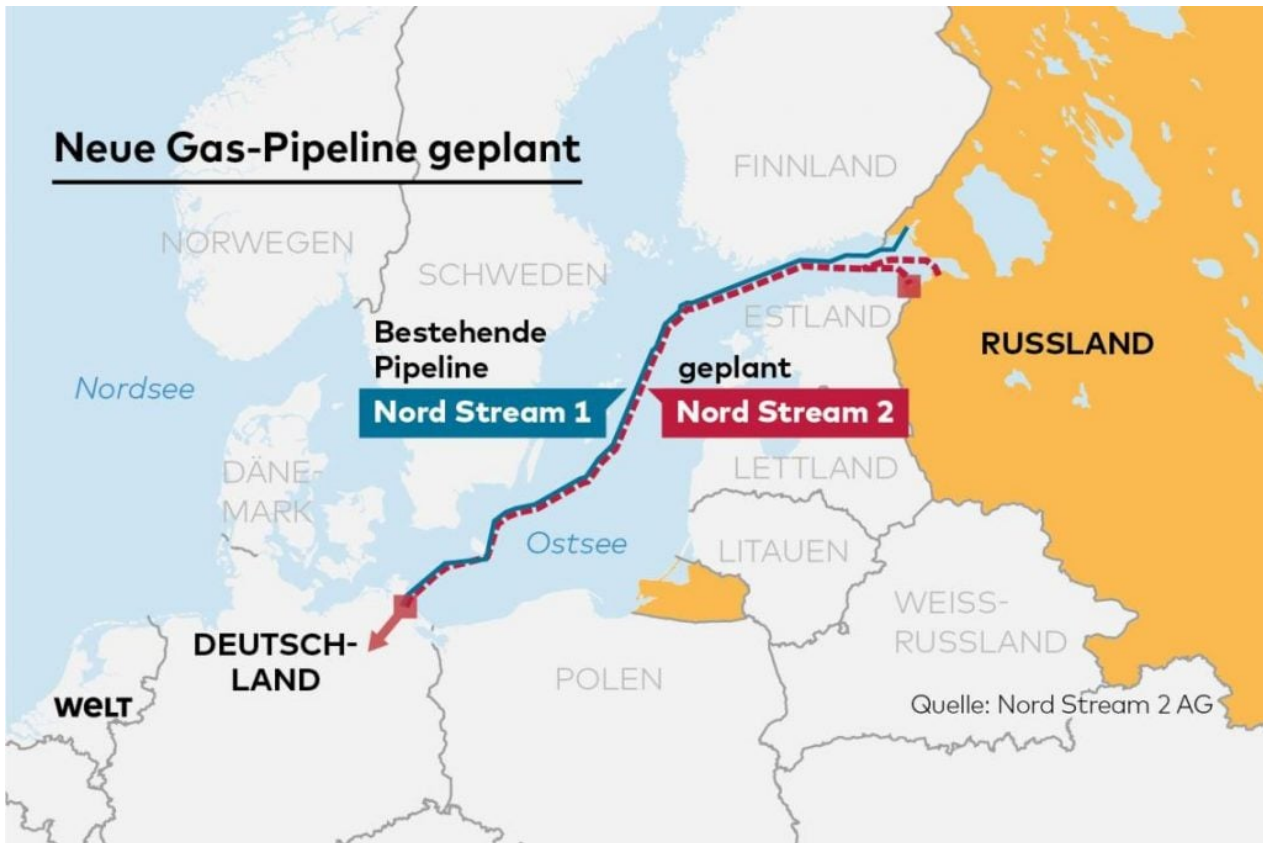 Neue Gas-Pipeline geplant
FINNLAND
NORWEGEN
SCHWEDEN
ESTLAND
RUSSLAND
Bestehende
Pipeline
Nord Stream 1
geplant
Nord Stream 2
Nordsee
DÄNE-
MARK
LETTLAND
Ostsee
LITAUEN
WEISS-
RUSSLAND
DEUTSCH-
LAND
POLEN
WELT
Quelle: Nord Stream 2 AG